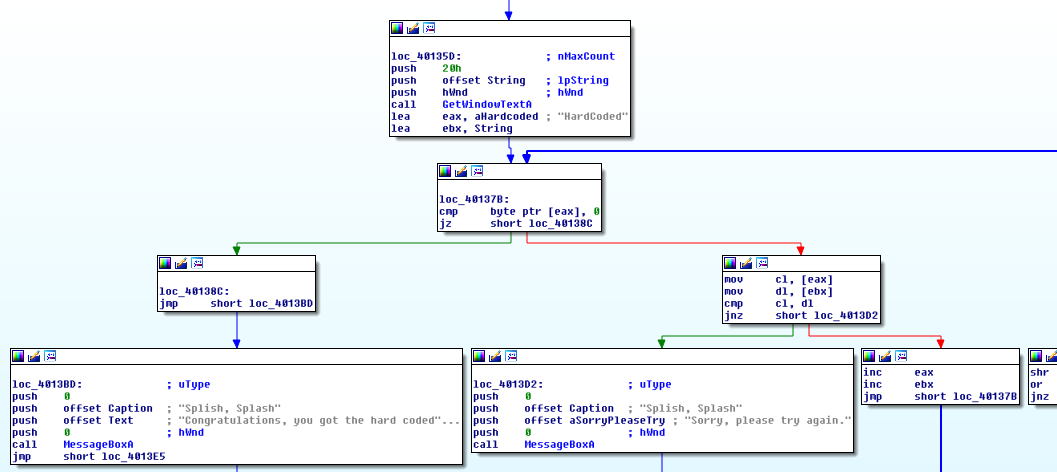 loc_40135D: ; nMaxCount
push 20h
push offset String ; lpString
push hWnd ; hWnd
call GetWindowTextA
lea eax, aHardcoded ; "HardCoded"
lea ebx, String
loc_40137B:
cmp byte ptr [eax], 0
jz short loc_40138C
loc_40138C:
jmp short loc_4013BD
mov cl, [eax]
mov dl, [ebx]
cmp cl, dl
jnz short loc_4013D2
loc_4013BD: ; uType
push 0
push offset Caption ; "Splish, Splash"
push offset Text ; "Congratulations, you got the hard coded"...
push 0 ; hWnd
call MessageBoxA
jmp short loc_4013E5
loc_4013D2: ; uType
push 0
push offset Caption ; "Splish, Splash"
push offset aSorryPleaseTry ; "Sorry, please try again."
push 0 ; hWnd
call MessageBoxA
inc eax
inc ebx
jmp short loc_40137B
shr
or
jnz